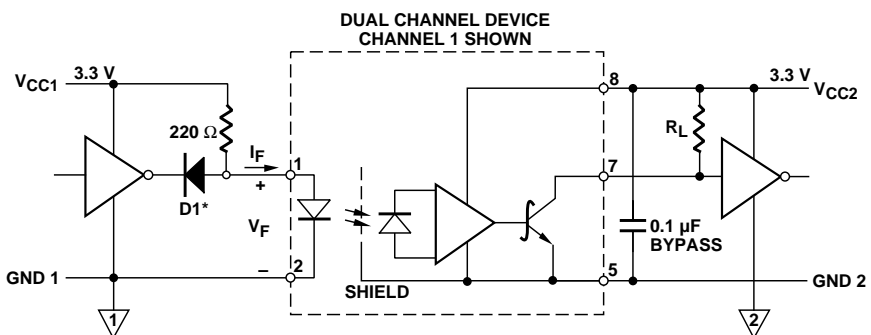 DUAL CHANNEL DEVICE
CHANNEL 1 SHOWN
VCC1
3.3 V
220 Ω
D1*
IF
+
1
VF
–
2
GND 1
1
SHIELD
8
7
5
3.3 V
VCC2
RL
0.1 µF
BYPASS
GND 2
2